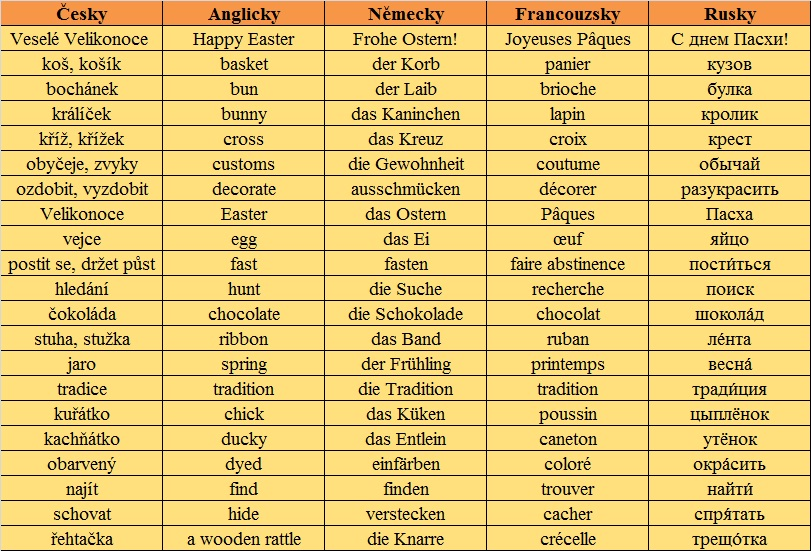 Česky Anglicky Německy Francouzsky Rusky
Veselé Velikonoce Happy Easter Frohe Ostern! Joyeuses Pâques С днем Пасхи!
koš, košík basket der Korb panier кузов
bochánek bun der Laib brioche булка
králíček bunny das Kaninchen lapin кролик
kříž, křížek cross das Kreuz croix крест
obyčeje, zvyky customs die Gewohnheit coutume обычай
ozdobit, vyzdobit decorate ausschmücken décorer разукрасить
Velikonoce Easter das Ostern Pâques Пасха
vejce egg das Ei œuf яйцо
postit se, držet půst fast fasten faire abstinence пости́ться
hledání hunt die Suche recherche поиск
čokoláda chocolate die Schokolade chocolat шокола́д
stuha, stužka ribbon das Band ruban ле́нта
jaro spring der Frühling printemps весна́
tradice tradition die Tradition tradition тради́ция
kuřátko chick das Küken poussin цыплёнок
kachňátko ducky das Entlein caneton утёнок
obarvený dyed einfärben coloré окра́сить
najít find finden trouver найти́
schovat hide verstecken cacher спря́тать
řehtačka a wooden rattle die Knarre crécelle трещо́тка